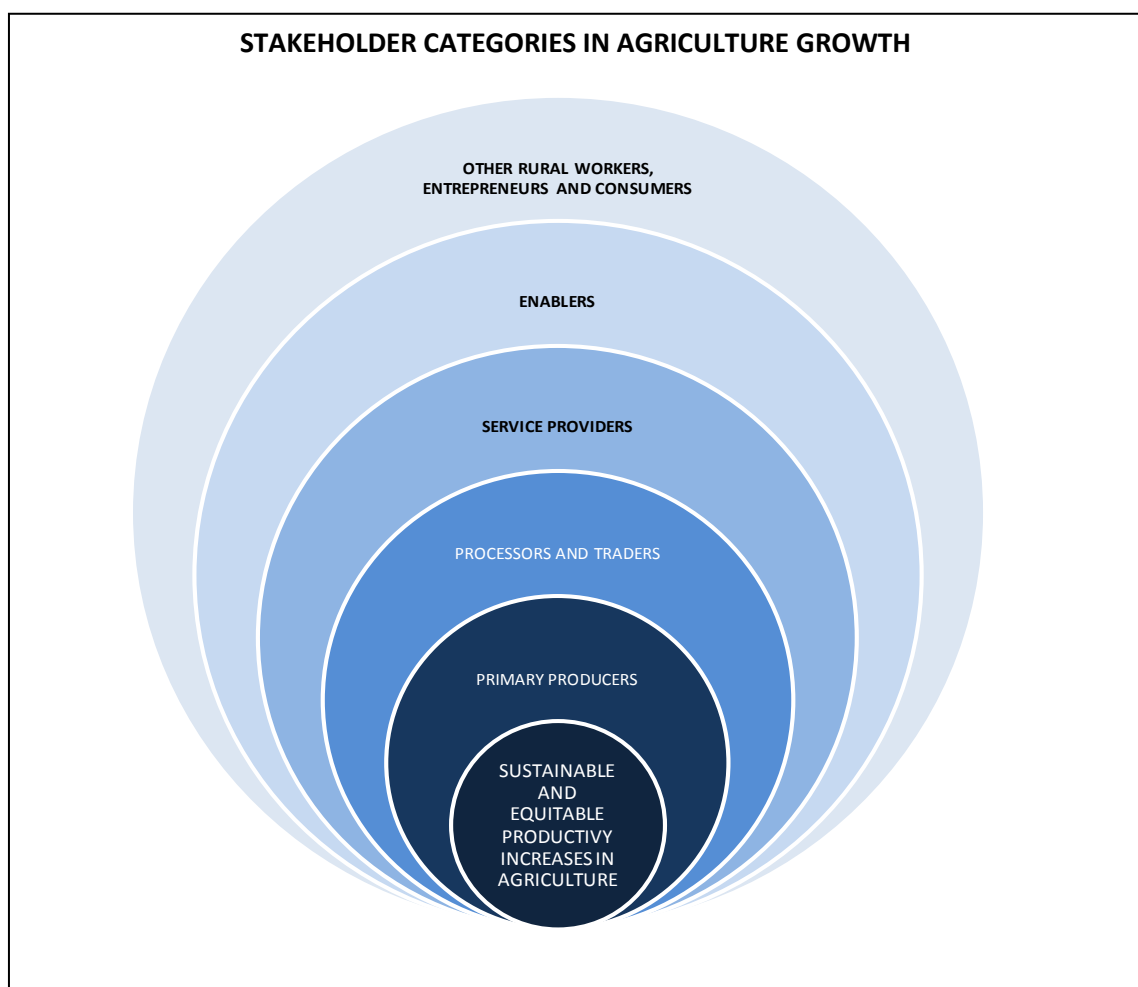 STAKEHOLDER CATEGORIES IN AGRICULTURE GROWTH
OTHER RURAL WORKERS,
ENTREPRENEURS AND CONSUMERS
ENABLERS
SERVICE PROVIDERS
PROCESSORS AND TRADERS
PRIMARY PRODUCERS
SUSTAINABLE
AND
EQUITABLE
PRODUCTIVY
INCREASES IN
AGRICULTURE